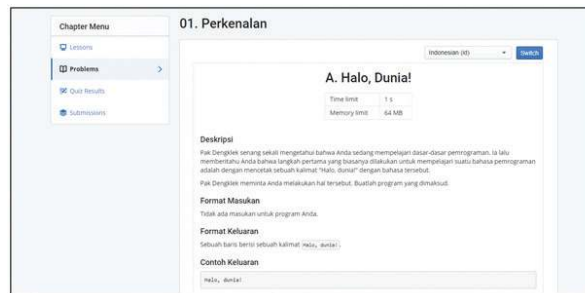 Chapter Menu
Lessons
Problems
Quiz Results
Submissions
01. Perkenalan
Indonesian (id)
Switch
A. Halo, Dunia!
Time limit 1 s
Memory limit 64 MB
Deskripsi
Pak Dengklek senang sekali mengetahui bahwa Anda sedang mempelajari dasar-dasar pemrograman. Ia lalu
memberitahu Anda bahwa langkah pertama yang biasanya dilakukan untuk mempelajari suatu bahasa pemrograman
adalah dengan mencetak sebuah kalimat "Halo, dunia!" dengan bahasa tersebut.
Pak Dengklek meminta Anda melakukan hal tersebut. Buatlah program yang dimaksud.
Format Masukan
Tidak ada masukan untuk program Anda.
Format Keluaran
Sebuah baris berisi sebuah kalimat Halo, dunia!.
Contoh Keluaran
Halo, dunia!